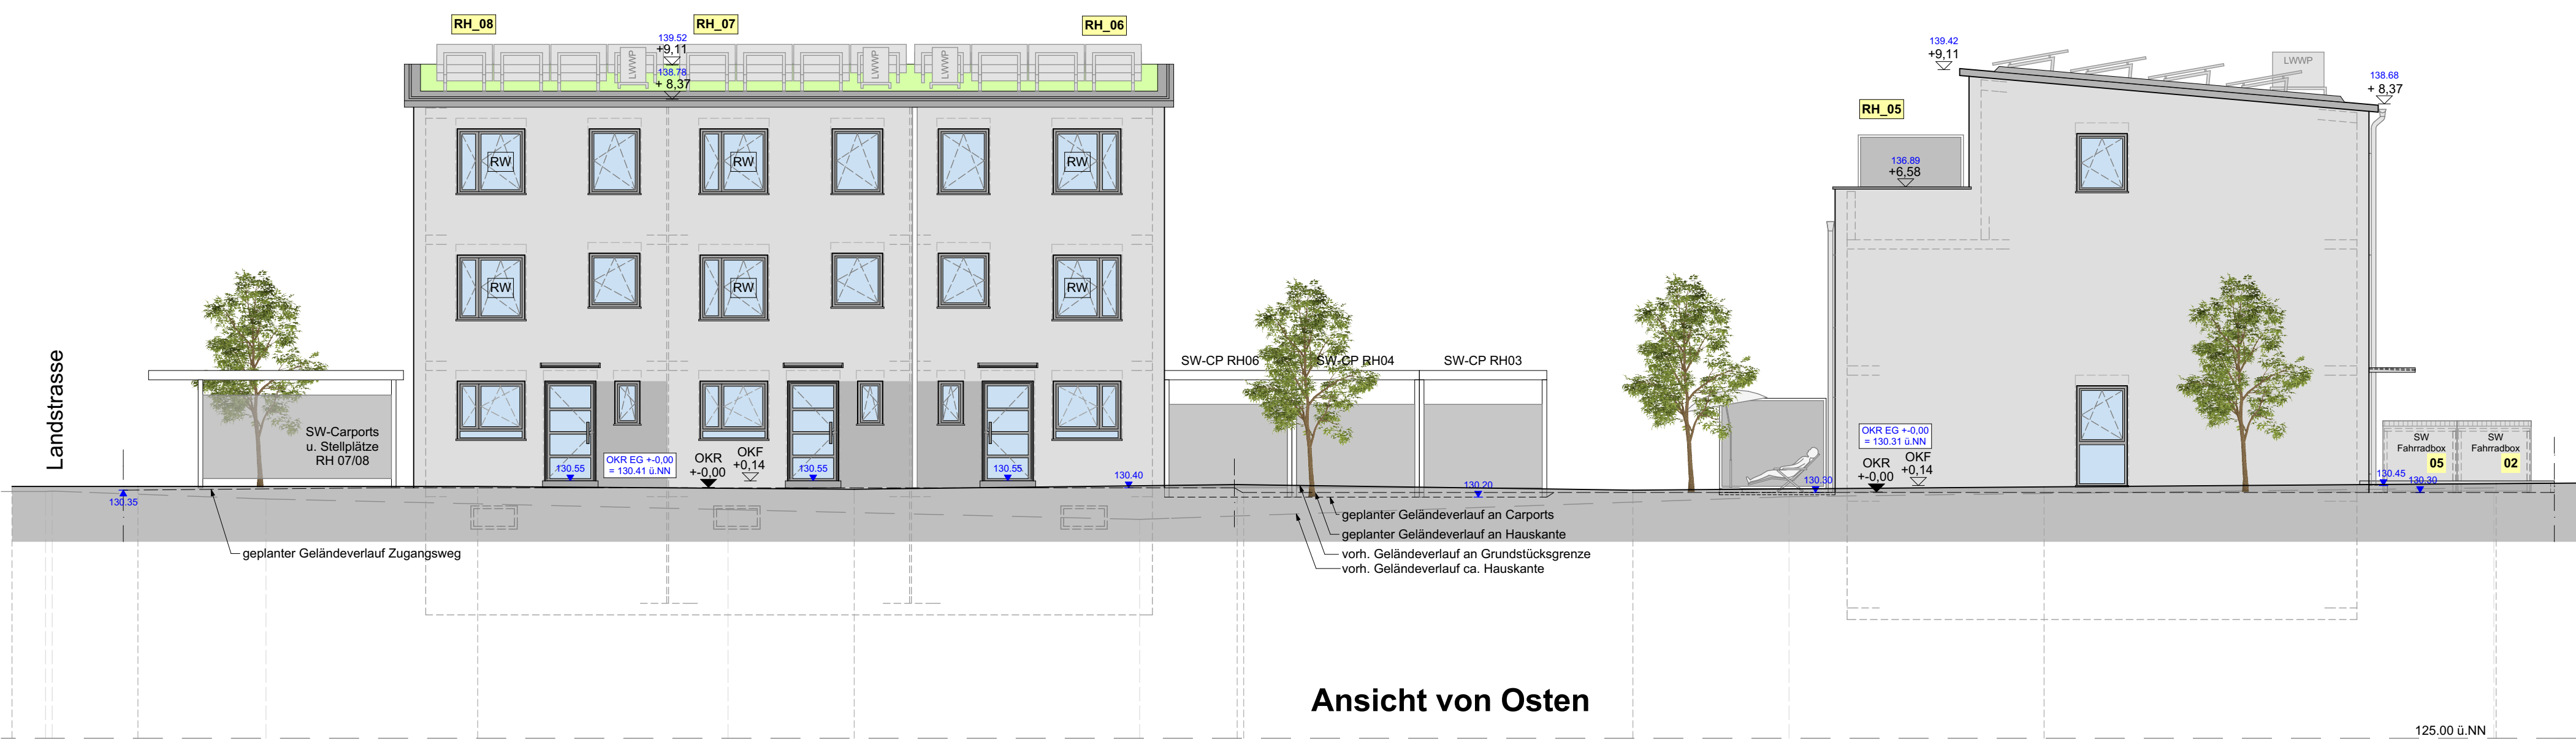 RH_08
RH_07
RH_06
139.52
+9,11
138.78
+ 8,37
LWWP
LWWP
LWWP
139.42
+9,11
LWWP
138.68
+ 8,37
RH_05
136.89
+6,58
RW
RW
RW
RW
RW
RW
Landstrasse
SW-Carports
u. Stellplätze
RH 07/08
SW-CP RH06
SW-CP RH04
SW-CP RH03
130.55
OKR EG +-0,00
= 130.41 ü.NN
OKR
+-0,00
OKF
+0,14
130.55
130.55
130.40
130.20
130.30
OKR EG +-0,00
= 130.31 ü.NN
OKR
+-0,00
OKF
+0,14
SW
Fahrradbox
05
SW
Fahrradbox
02
130.45
130.30
130.35
geplanter Geländeverlauf Zugangsweg
geplanter Geländeverlauf an Carports
geplanter Geländeverlauf an Hauskante
vorh. Geländeverlauf an Grundstücksgrenze
vorh. Geländeverlauf ca. Hauskante
Ansicht von Osten
125.00 ü.NN